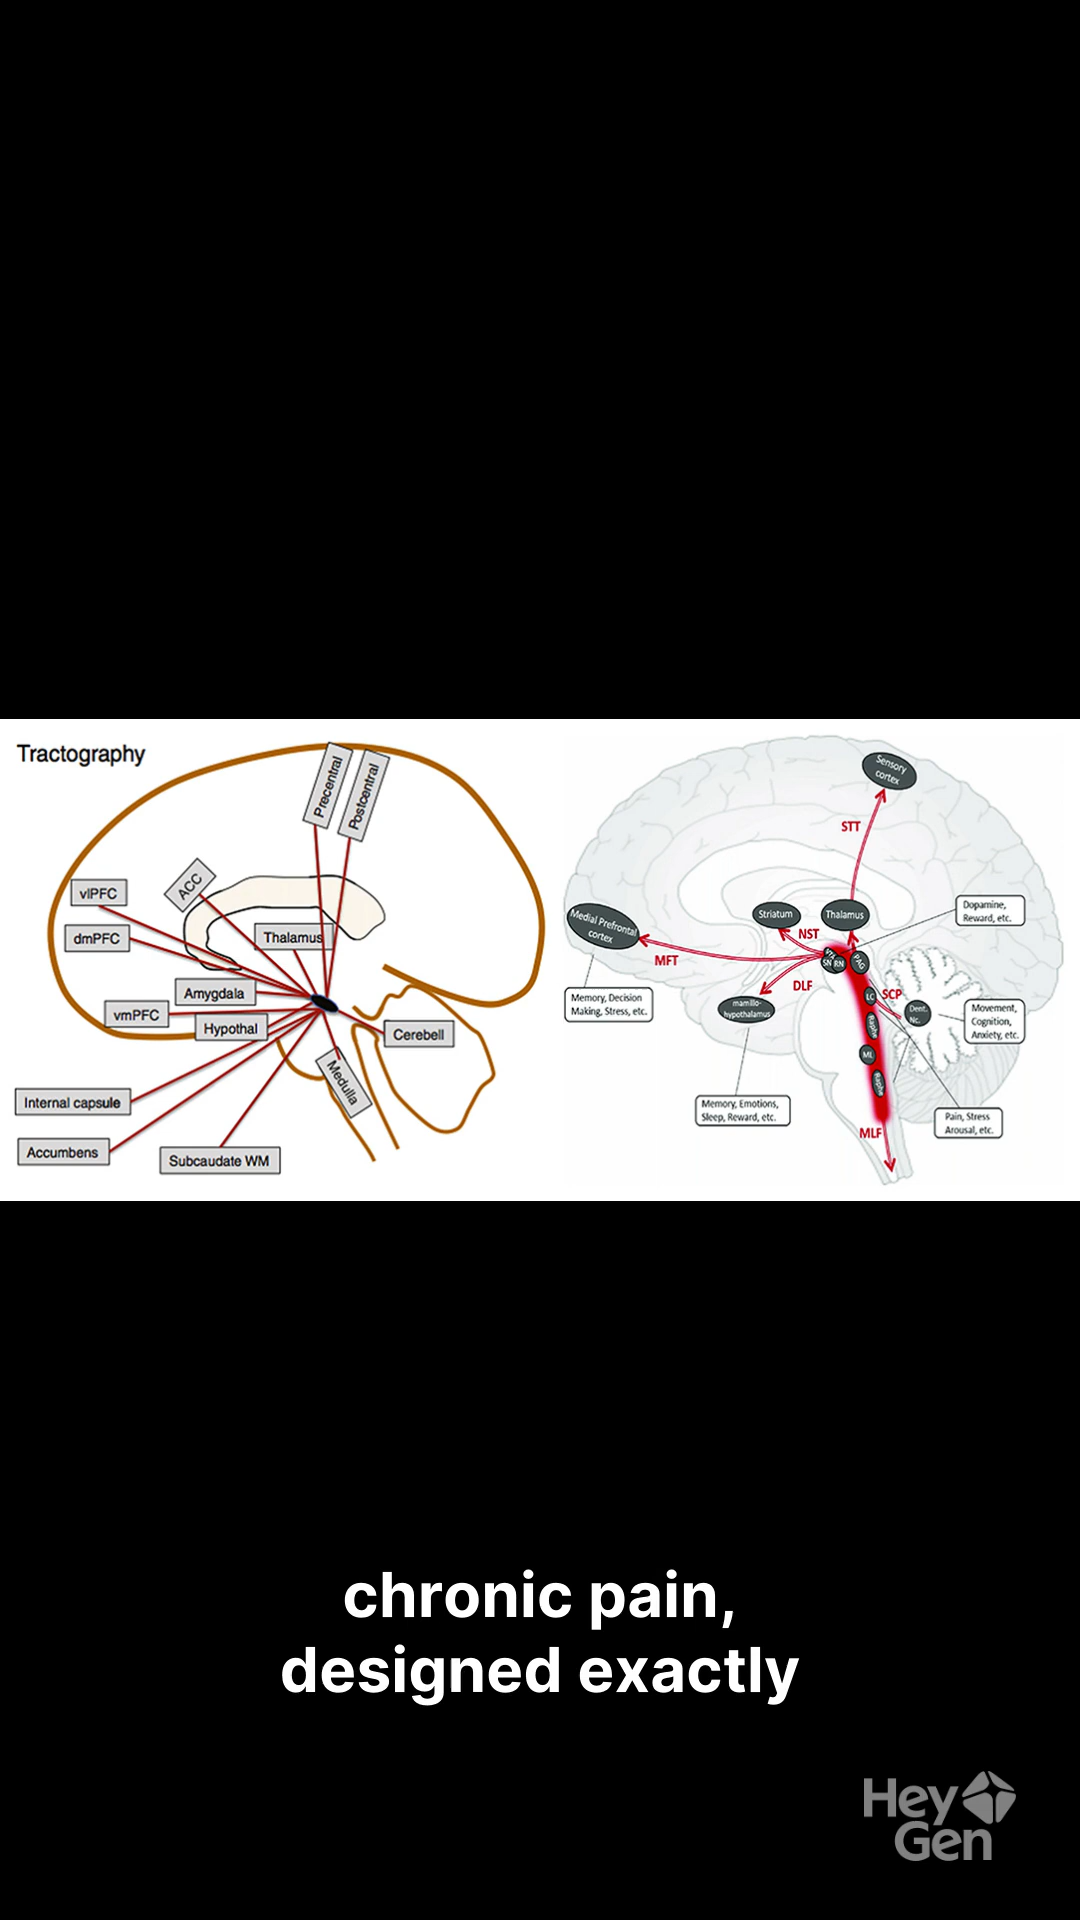 Tractography
Precentral
Postcentral
ACC
vlPFC
dmPFC
Thalamus
Amygdala
vmPFC
Hypothal
Cerebell
Medulla
Internal capsule
Accumbens
Subcaudate WM
Sensory
cortex
STT
Medial Prefrontal
cortex
Striatum
Thalamus
Dopamine,
Reward, etc.
NST
MFT
VTA
SN
RN
PAG
DLF
LC
SCP
mamillo-
hypothalamus
Raphe
Dent.
Nc.
Memory, Decision
Making, Stress, etc.
Movement,
Cognition,
Anxiety, etc.
Raphe
Memory, Emotions,
Sleep, Reward, etc.
Pain, Stress
Arousal, etc.
MLF
chronic pain,
designed exactly
Hey
Gen